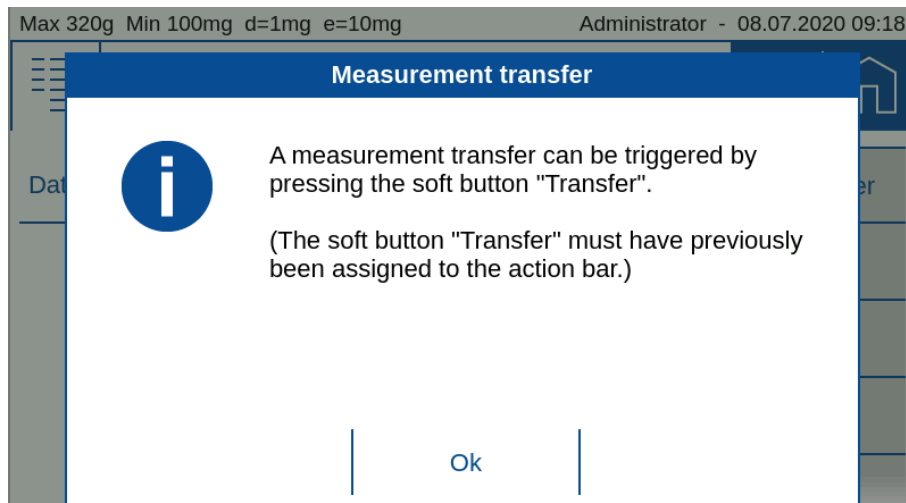 Max 320g Min 100mg d=1mg e=10mg Administrator - 08.07.2020 09:18
Measurement transfer
A measurement transfer can be triggered by
pressing the soft button "Transfer".
(The soft button "Transfer" must have previously
been assigned to the action bar.)
Dat
er
Ok